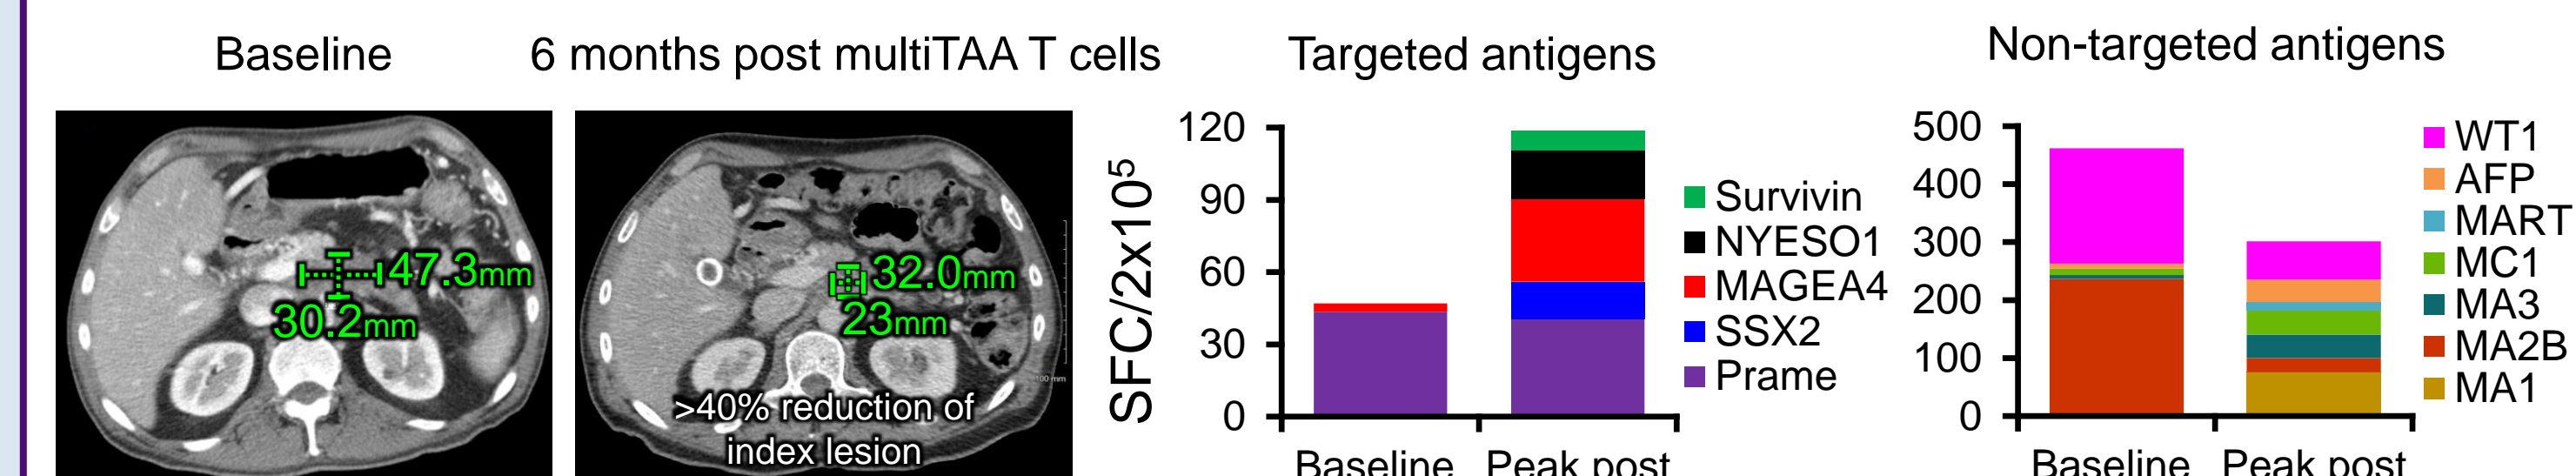 Baseline
6 months post multiTAA T cells
47.3mm
30.2mm
32.0mm
23mm
100 mm
>40% reduction of
index lesion
Targeted antigens
SFC/2x10⁵
120
90
60
30
0
Baseline
Peak post
Survivin
NYESO1
MAGEA4
SSX2
Prame
Non-targeted antigens
500
400
300
200
100
0
Baseline
Peak post
WT1
AFP
MART
MC1
MA3
MA2B
MA1